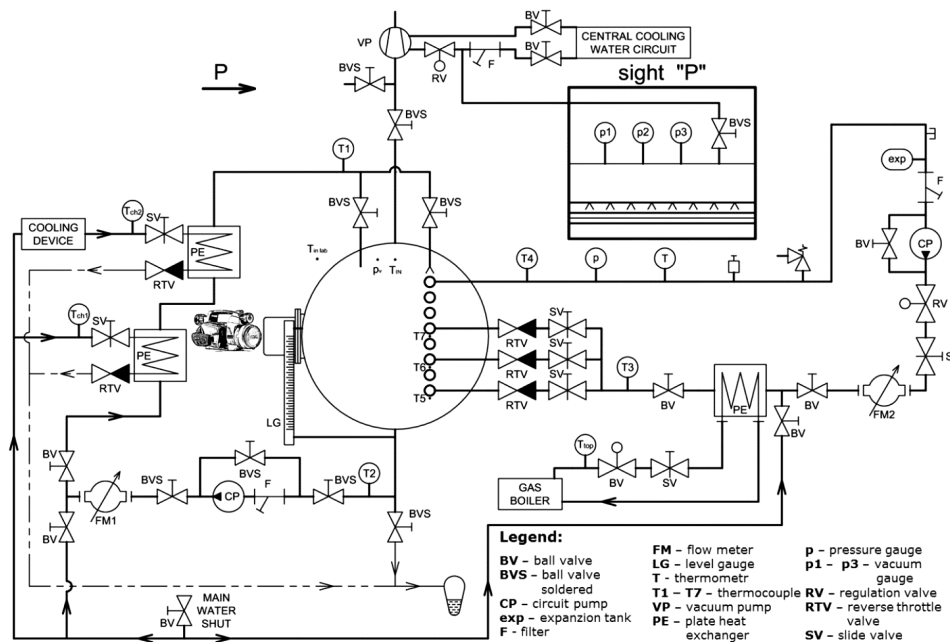 VP
BV
BV
CENTRAL COOLING
WATER CIRCUIT
RV
F
BVS
P
sight "P"
BVS
BVS
p1
p2
p3
T1
exp
F
Tch2
SV
BVS
BVS
COOLING
DEVICE
PE
T in lab
pv
TIN
T4
p
T
BV
CP
RTV
RV
Tch1
SV
T7
RTV
SV
PE
T6
RTV
SV
T3
S
RTV
T5
RTV
SV
BV
PE
BV
FM2
LG
BV
BV
BVS
BVS
T2
Ttop
BVS
CP
F
BV
SV
FM1
BVS
GAS
BOILER
BV
Legend:
BV – ball valve
BVS – ball valve
soldered
CP – circuit pump
exp – expanzion tank
F - filter
FM – flow meter
LG – level gauge
T - thermometr
T1 – T7 – thermocouple
VP – vacuum pump
PE – plate heat
exchanger
p – pressure gauge
p1 – p3 – vacuum
gauge
RV – regulation valve
RTV – reverse throttle
valve
SV – slide valve
MAIN
WATER
SHUT
BV